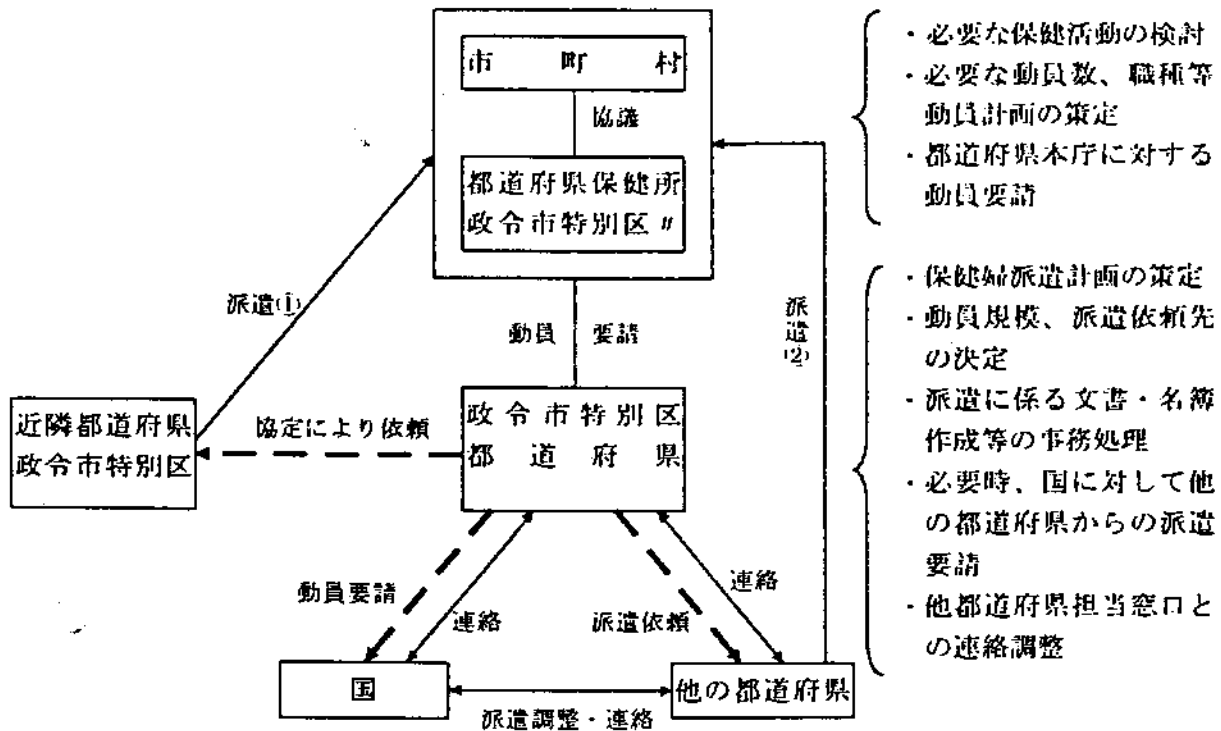 市町村
協議
都道府県保健所
政令市特別区〃
派遣(1)
動員 要請
派遣(2)
近隣都道府県
政令市特別区
協定により依頼
政令市特別区
都道府県
動員要請
連絡
派遣依頼
連絡
国
他の都道府県
派遣調整・連絡
・必要な保健活動の検討
・必要な動員数、職種等
動員計画の策定
・都道府県本庁に対する
動員要請
・保健婦派遣計画の策定
・動員規模、派遣依頼先
の決定
・派遣に係る文書・名簿
作成等の事務処理
・必要時、国に対して他
の都道府県からの派遣
要請
・他都道府県担当窓口と
の連絡調整